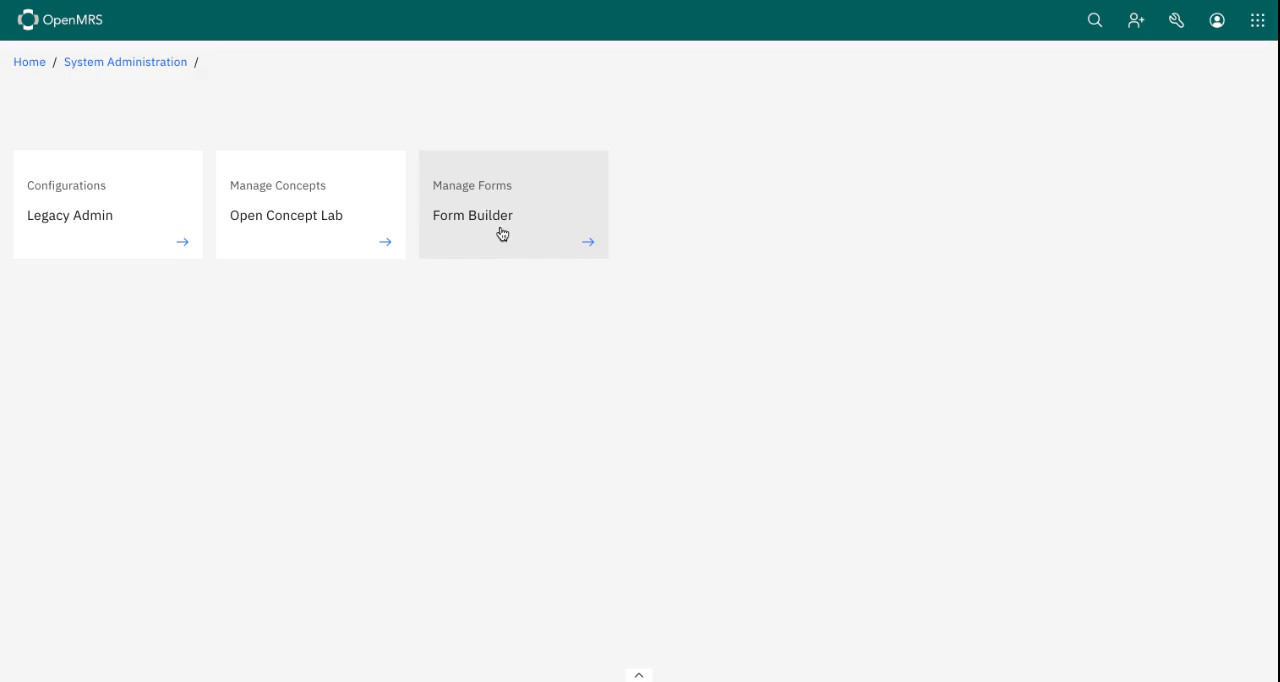 OpenMRS
Home / System Administration /
Configurations
Legacy Admin
Manage Concepts
Open Concept Lab
Manage Forms
Form Builder